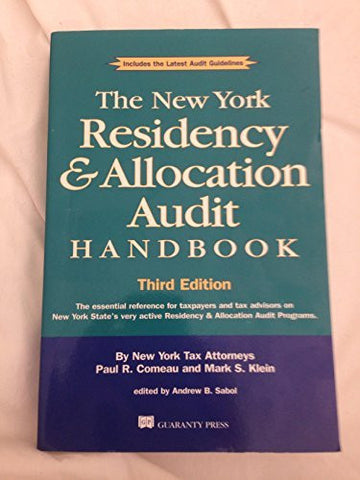 Includes the Latest Audit Guidelines
The New York
Residency
& Allocation
Audit
HANDBOOK
Third Edition
The essential reference for taxpayers and tax advisors on
New York State's very active Residency & Allocation Audit Programs.
By New York Tax Attorneys
Paul R. Comeau and Mark S. Klein
edited by Andrew B. Sabol
GP
GUARANTY PRESS